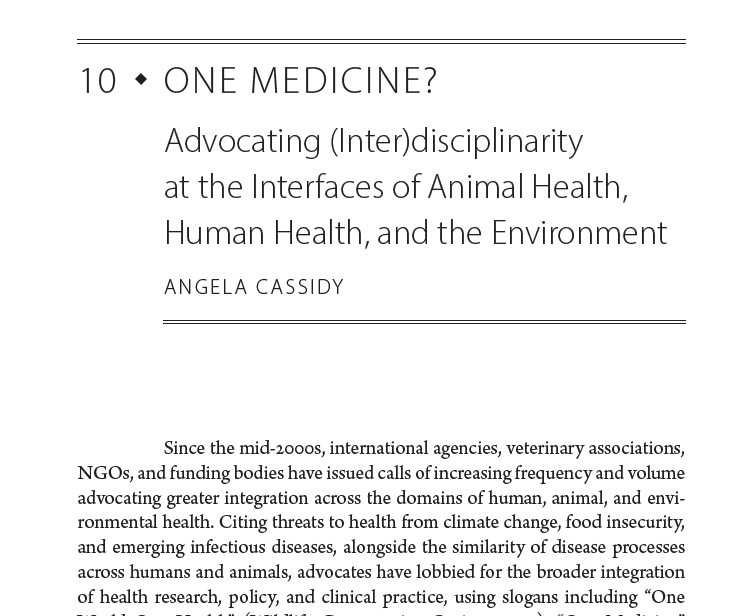 10 ◆ ONE MEDICINE?
Advocating (Inter)disciplinarity
at the Interfaces of Animal Health,
Human Health, and the Environment
ANGELA CASSIDY
Since the mid-2000s, international agencies, veterinary associations,
NGOs, and funding bodies have issued calls of increasing frequency and volume
advocating greater integration across the domains of human, animal, and envi-
ronmental health. Citing threats to health from climate change, food insecurity,
and emerging infectious diseases, alongside the similarity of disease processes
across humans and animals, advocates have lobbied for the broader integration
of health research, policy, and clinical practice, using slogans including “One